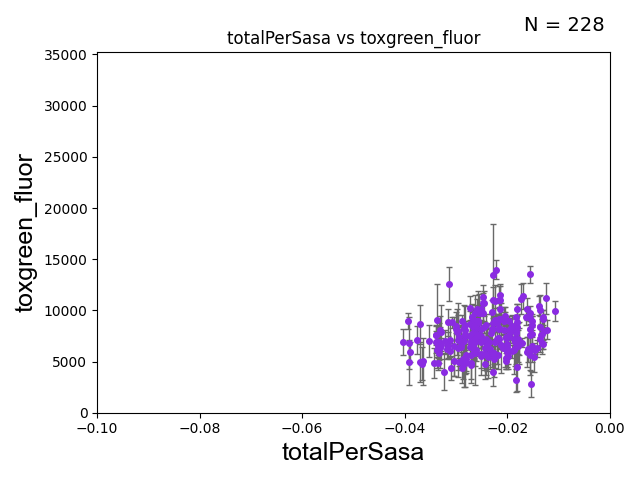 N = 228
totalPerSasa vs toxgreen_fluor
toxgreen_fluor
35000
30000
25000
20000
15000
10000
5000
0
−0.10 −0.08 −0.06 −0.04 −0.02 0.00
totalPerSasa